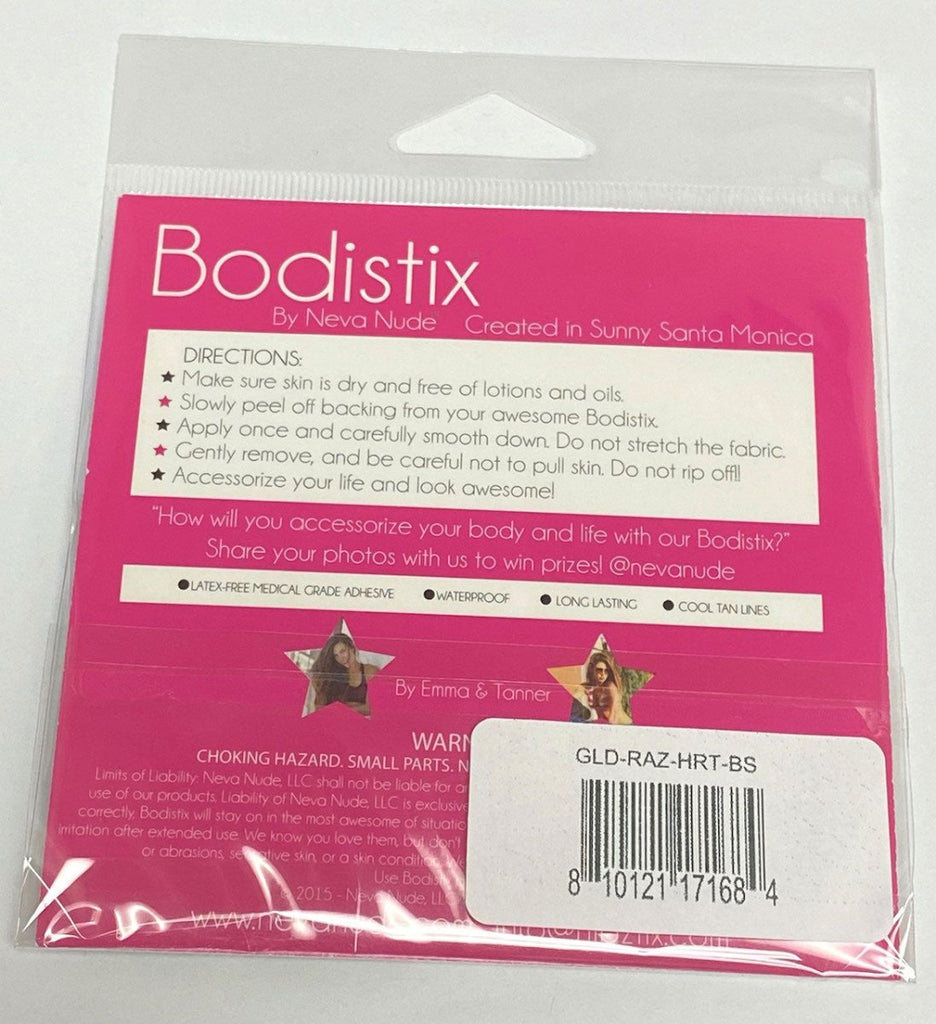 Bodistix
By Neva Nude Created in Sunny Santa Monica
DIRECTIONS:
★ Make sure skin is dry and free of lotions and oils.
★ Slowly peel off backing from your awesome Bodistix.
★ Apply once and carefully smooth down. Do not stretch the fabric.
★ Gently remove, and be careful not to pull skin. Do not rip off!!
★ Accessorize your life and look awesome!
“How will you accessorize your body and life with our Bodistix?”
Share your photos with us to win prizes! @nevanude
●LATEX-FREE MEDICAL GRADE ADHESIVE ●WATERPROOF ● LONG LASTING ● COOL TAN LINES
By Emma & Tanner
WARN
CHOKING HAZARD. SMALL PARTS. N
Limits of Liability: Neva Nude, LLC shall not be liable for a
use of our products. Liability of Neva Nude, LLC is exclusive
correctly, Bodistix will stay on in the most awesome of situatio
irritation after extended use. We know you love them, but don't
or abrasions, skin, or a skin
Use
© 2015 - Neva Nude, LLC
GLD-RAZ-HRT-BS
8 10121 17168 4